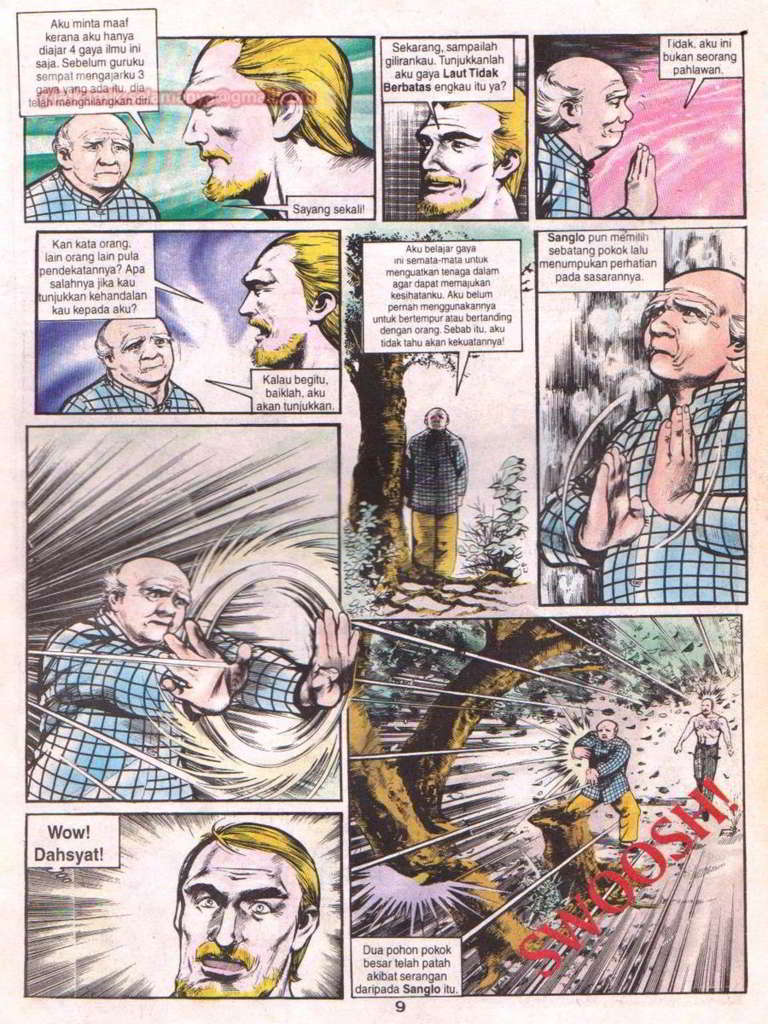 Aku minta maaf
kerana aku hanya
diajar 4 gaya ilmu ini
saja. Sebelum guruku
sempat mengajarku 3
gaya yang ada itu, dia
telah menghilangkan diri.
Sayang sekali!
Sekarang, sampailah
gilirankau. Tunjukkanlah
aku gaya Laut Tidak
Berbatas engkau itu ya?
Tidak, aku ini
bukan seorang
pahlawan.
Kan kata orang,
lain orang lain pula
pendekatannya? Apa
salahnya jika kau
tunjukkan kehandalan
kau kepada aku?
Kalau begitu,
baiklah, aku
akan tunjukkan.
Aku belajar gaya
ini semata-mata untuk
menguatkan tenaga dalam
agar dapat memajukan
kesihatanku. Aku belum
pernah menggunakannya
untuk bertempur atau bertanding
dengan orang. Sebab itu, aku
tidak tahu akan kekuatannya!
Sanglo pun memilih
sebatang pokok lalu
menumpukan perhatian
pada sasarannya.
SWOOSH!
Dua pohon pokok
besar telah patah
akibat serangan
daripada Sanglo itu.
Wow!
Dahsyat!
9